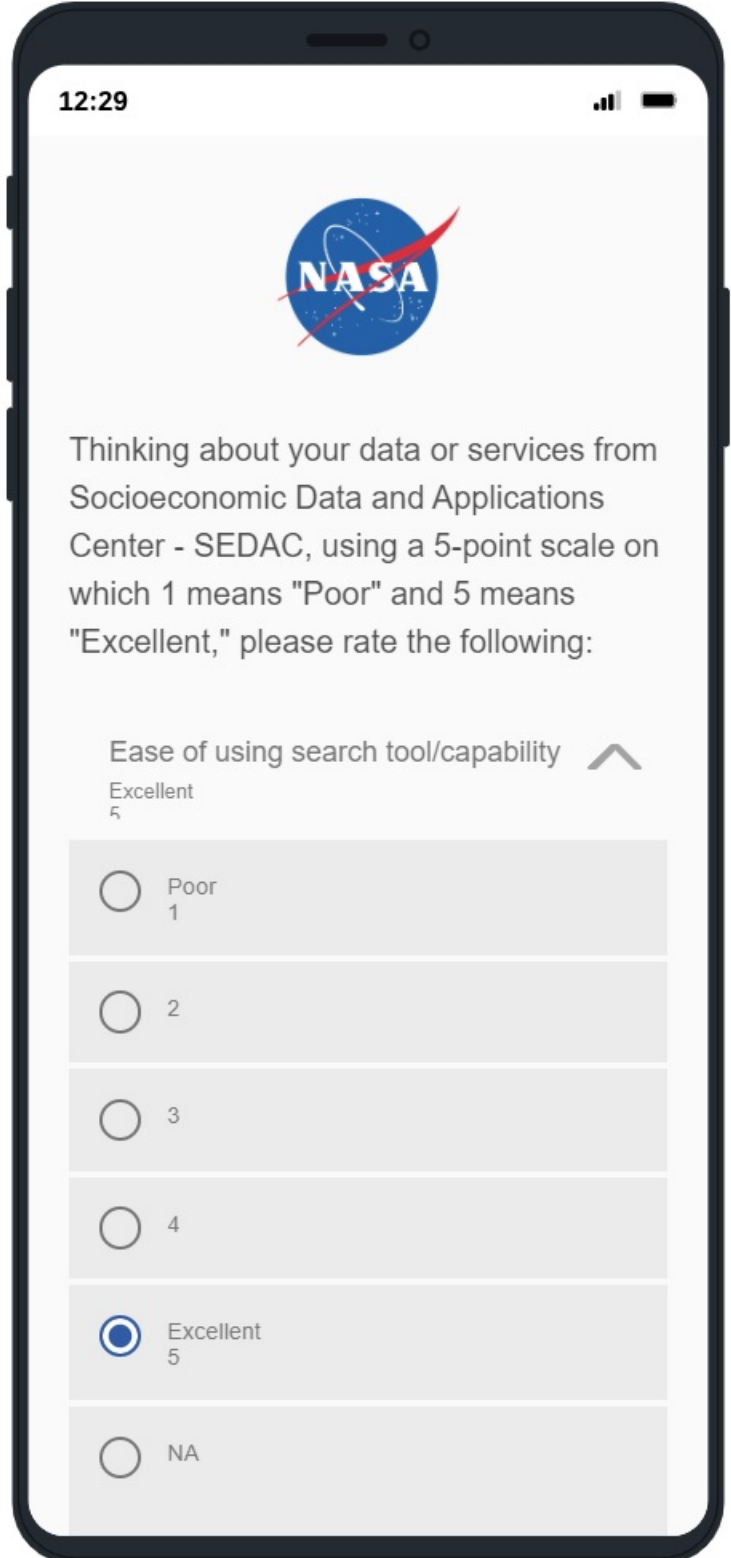 12:29
NASA
Thinking about your data or services from
Socioeconomic Data and Applications
Center - SEDAC, using a 5-point scale on
which 1 means "Poor" and 5 means
"Excellent," please rate the following:
Ease of using search tool/capability
Excellent
5
Poor
1
2
3
4
Excellent
5
NA